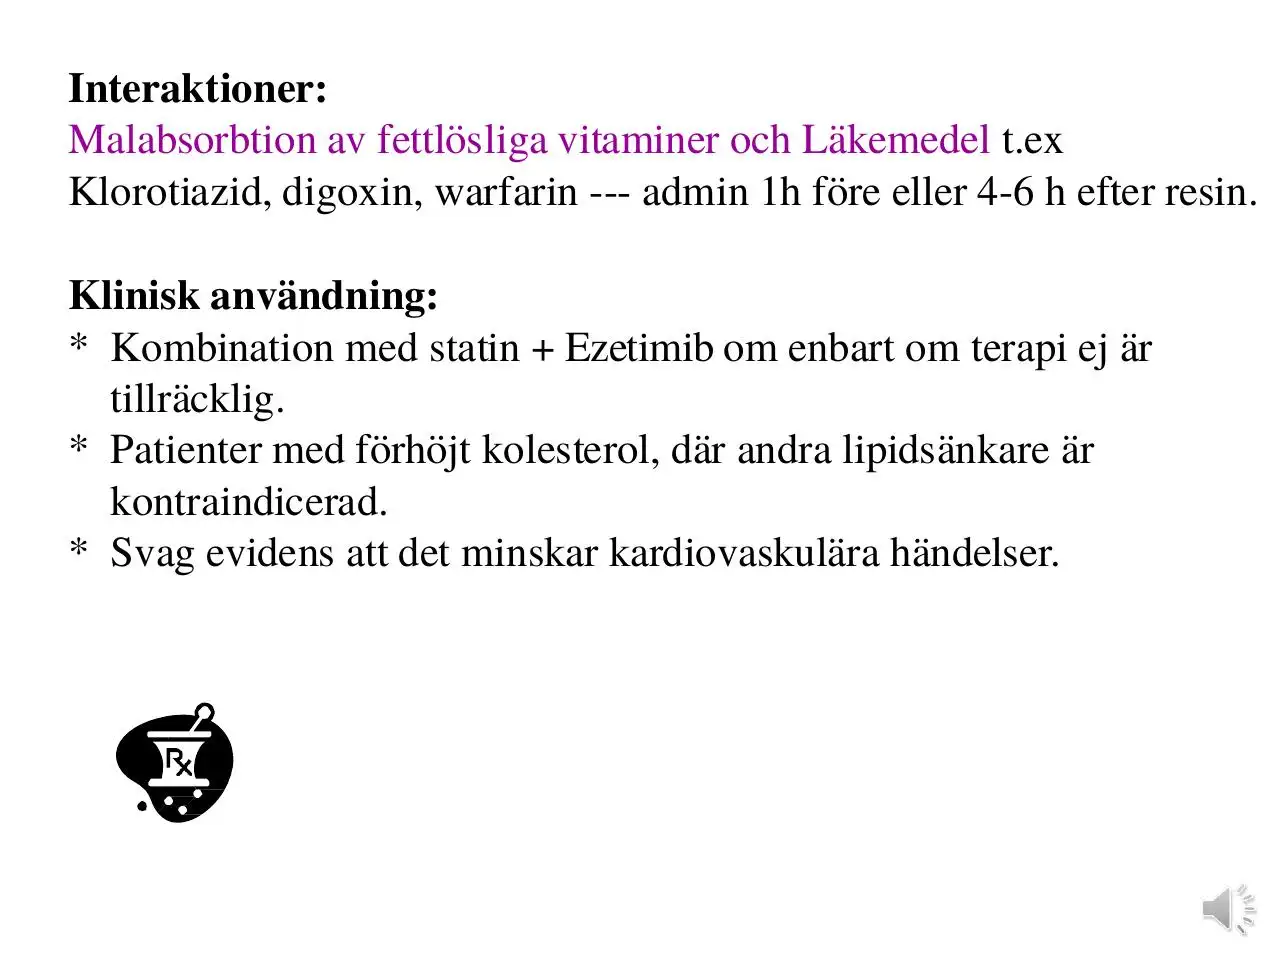 Interaktioner:
Malabsorbtion av fettlösliga vitaminer och Läkemedel t.ex
Klorotiazid, digoxin, warfarin --- admin 1h före eller 4-6 h efter resin.
Klinisk användning:
* Kombination med statin + Ezetimib om enbart om terapi ej är
tillräcklig.
* Patienter med förhöjt kolesterol, där andra lipidsänkare är
kontraindicerad.
* Svag evidens att det minskar kardiovaskulära händelser.
Rx